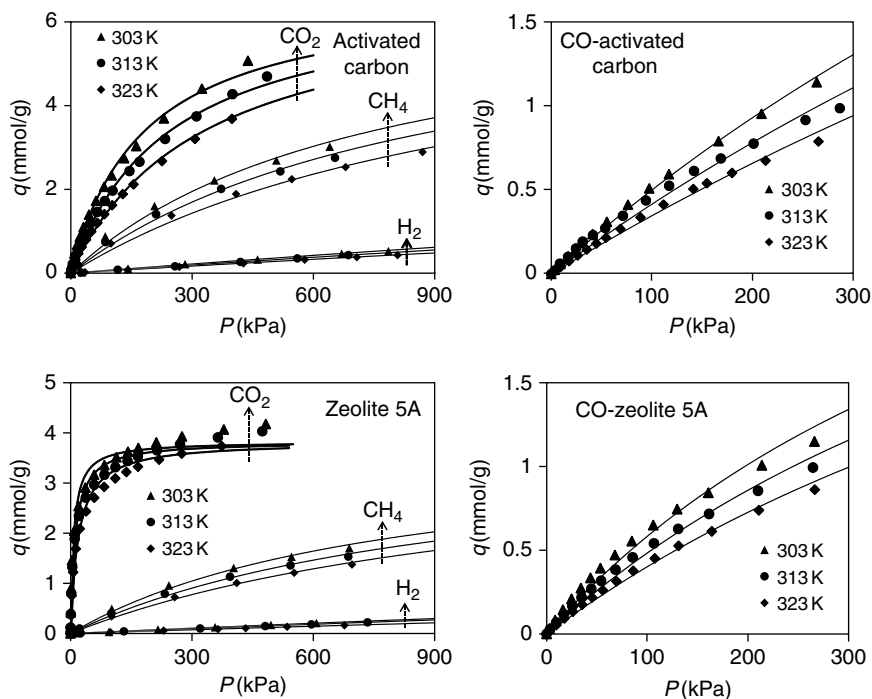 6
4
2
0
q(mmol/g)
303 K
313 K
323 K
CO₂
Activated
carbon
CH₄
H₂
0
300
600
900
P(kPa)
1.5
1
0.5
0
q(mmol/g)
CO-activated
carbon
303 K
313 K
323 K
0
100
200
300
P(kPa)
5
4
3
2
1
0
q(mmol/g)
CO₂
Zeolite 5A
303 K
313 K
323 K
CH₄
H₂
0
300
600
900
P(kPa)
1.5
1
0.5
0
q(mmol/g)
CO-zeolite 5A
303 K
313 K
323 K
0
100
200
300
P(kPa)